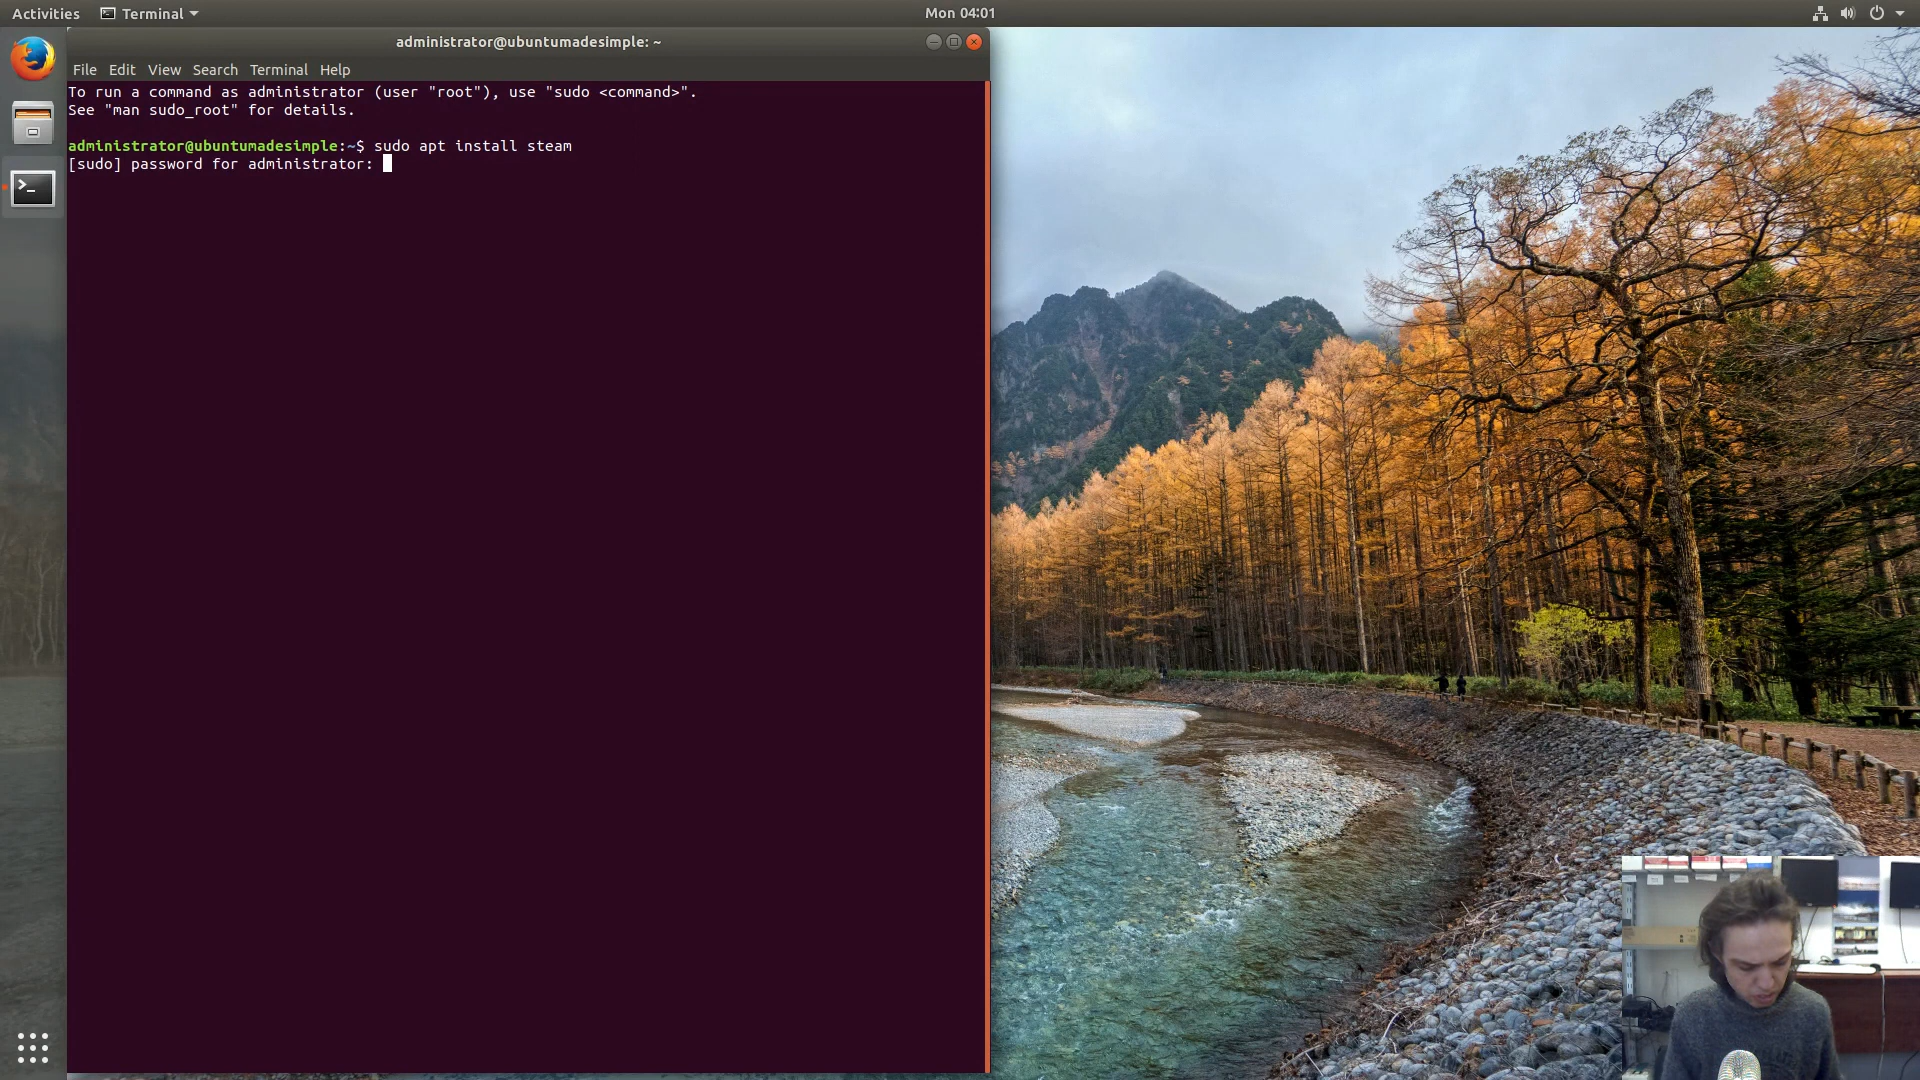 Activities Terminal Mon 04:01
administrator@ubuntumadesimple: ~
File Edit View Search Terminal Help
To run a command as administrator (user "root"), use "sudo <command>".
See "man sudo_root" for details.
administrator@ubuntumadesimple:~$ sudo apt install steam
[sudo] password for administrator: